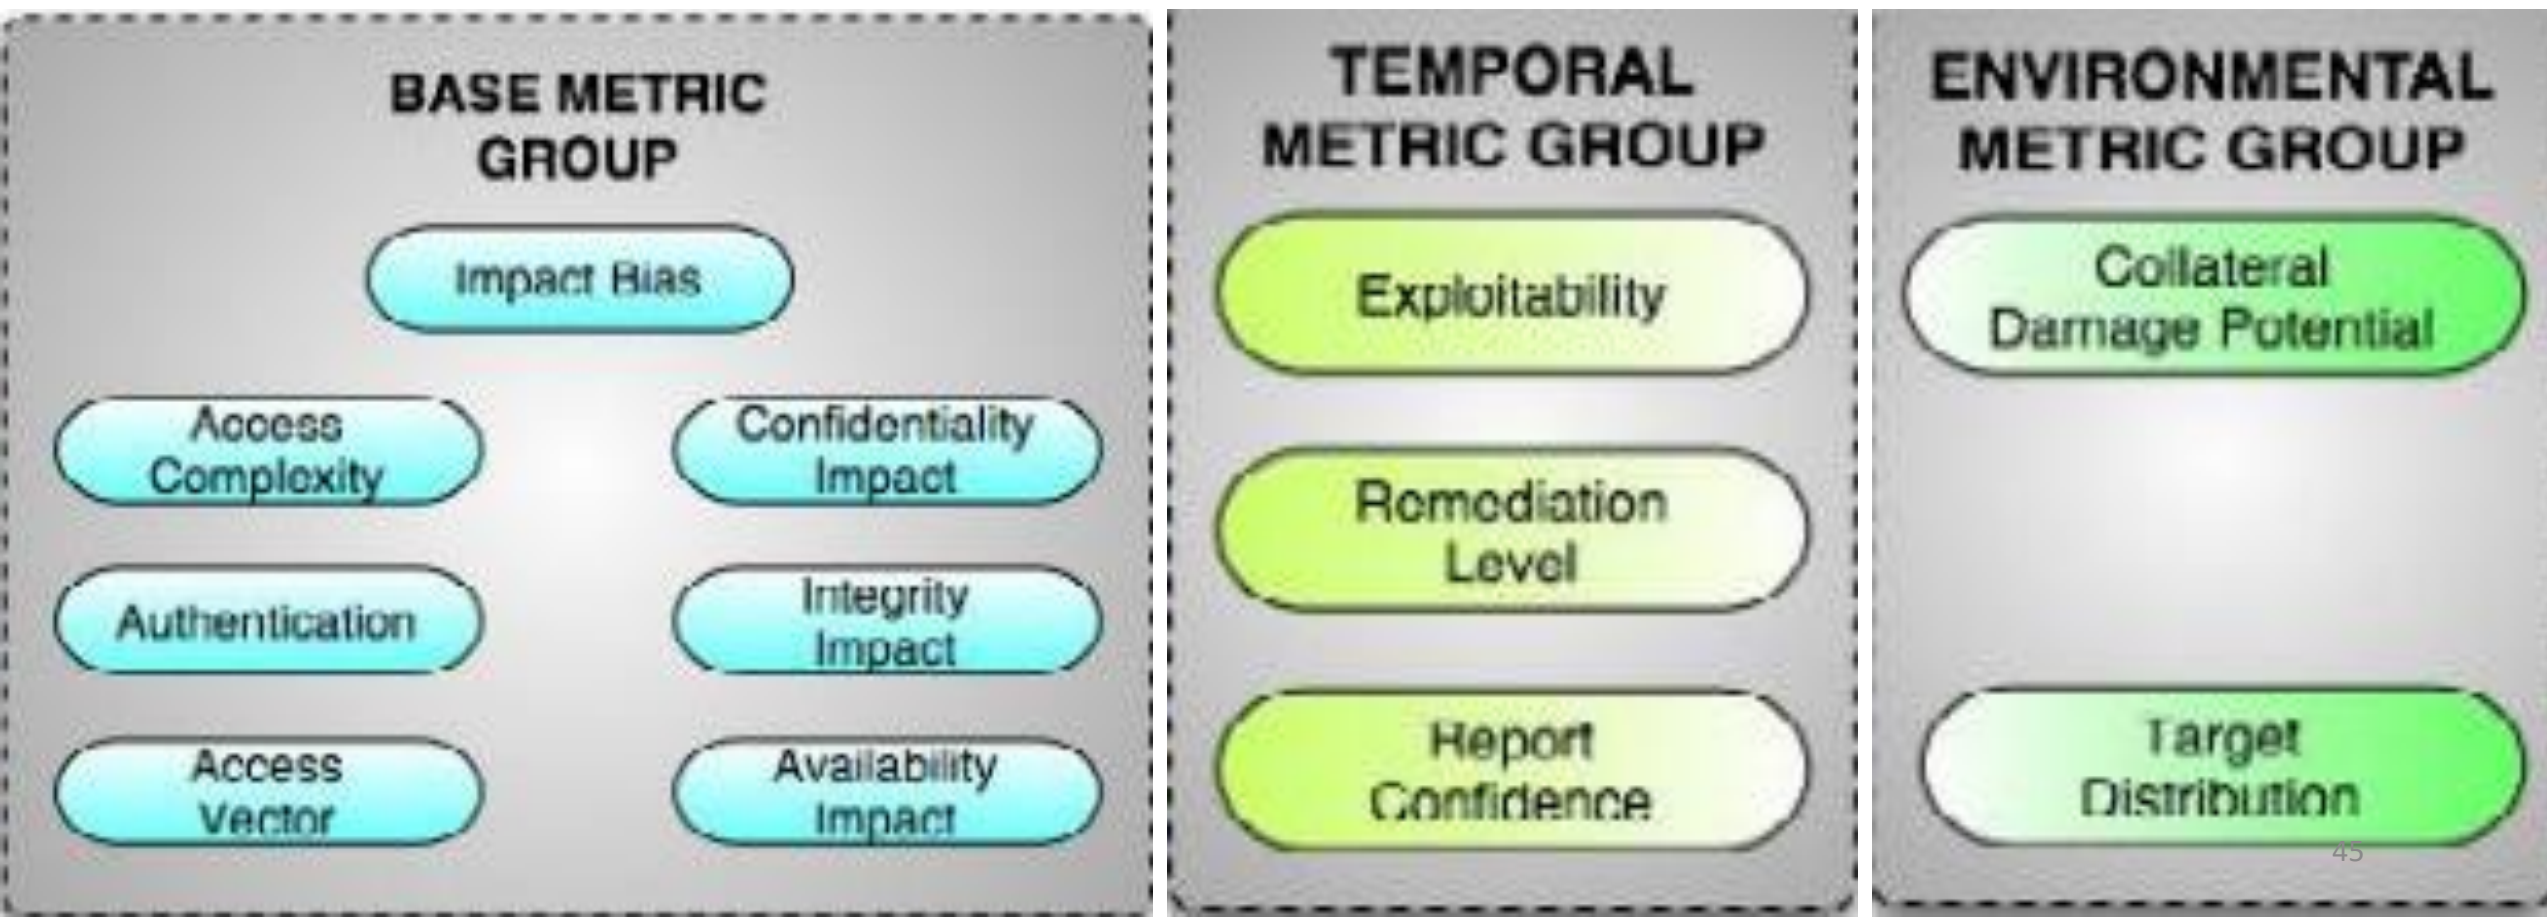 BASE METRIC
GROUP
Impact Bias
Access
Complexity
Confidentiality
Impact
Authentication
Integrity
Impact
Access
Vector
Availability
Impact
TEMPORAL
METRIC GROUP
Exploitability
Remediation
Level
Report
Confidence
ENVIRONMENTAL
METRIC GROUP
Collateral
Damage Potential
Target
Distribution
45